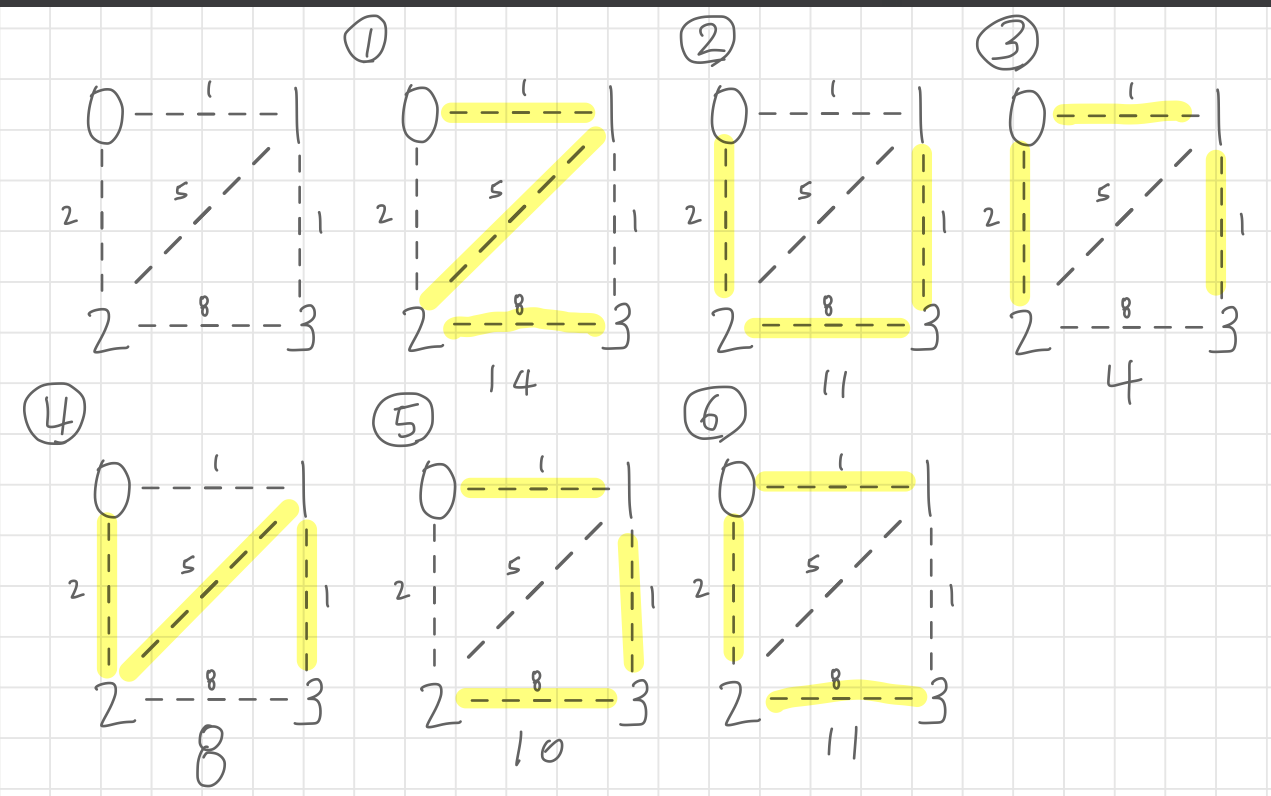 ① ② ③
1 1 1 1
0 1 0 1 0 1 0 1
2 5 1 2 5 1 2 5 1 2 5 1
8 8 8 8
2 3 2 3 2 3 2 3
14 11 4
④ ⑤ ⑥
1 1 1
0 1 0 1 0 1
2 5 1 2 5 1 2 5 1
8 8 8
2 3 2 3 2 3
8 10 11